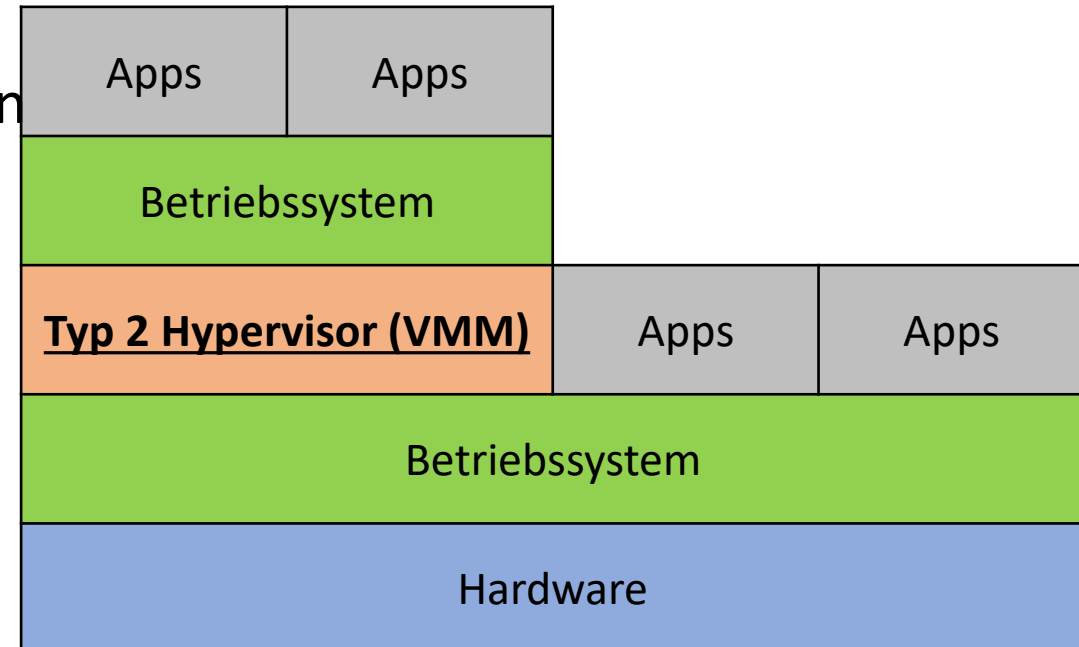 Apps Apps
n
Betriebssystem
Typ 2 Hypervisor (VMM) Apps Apps
Betriebssystem
Hardware